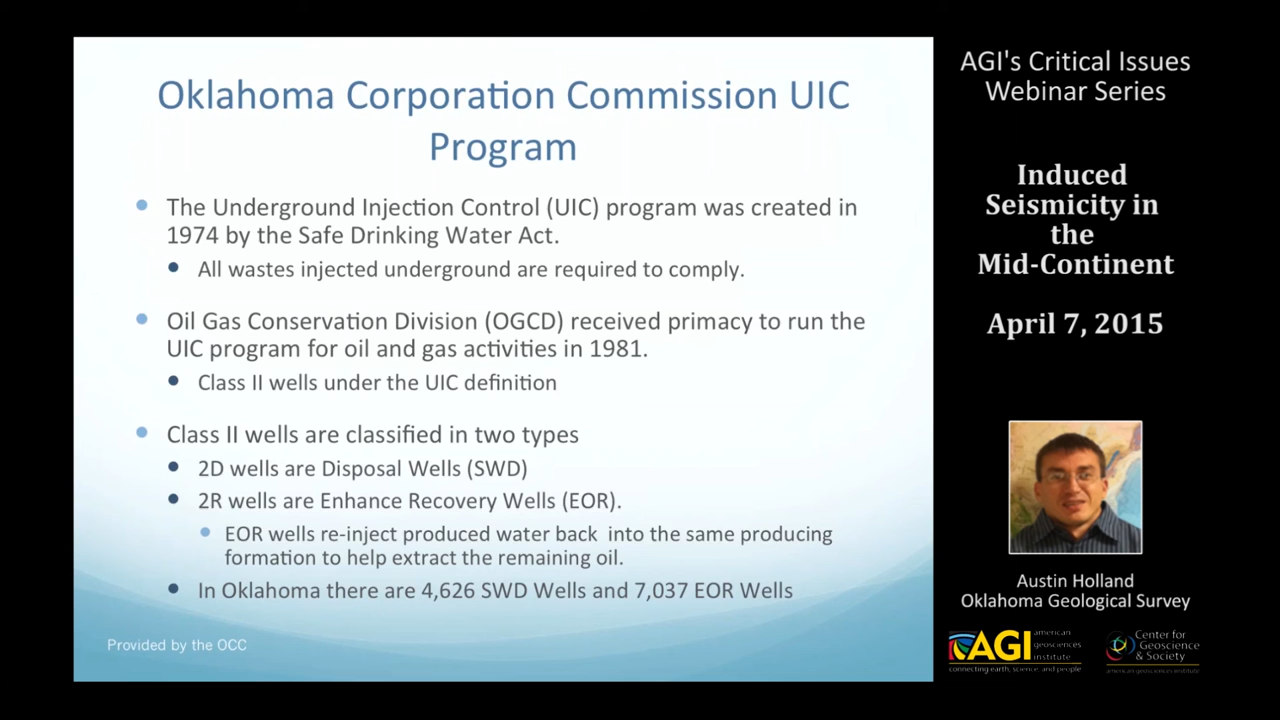 Oklahoma Corporation Commission UIC
Program
The Underground Injection Control (UIC) program was created in
1974 by the Safe Drinking Water Act.
All wastes injected underground are required to comply.
Oil Gas Conservation Division (OGCD) received primacy to run the
UIC program for oil and gas activities in 1981.
Class II wells under the UIC definition
Class II wells are classified in two types
2D wells are Disposal Wells (SWD)
2R wells are Enhance Recovery Wells (EOR).
EOR wells re-inject produced water back into the same producing
formation to help extract the remaining oil.
In Oklahoma there are 4,626 SWD Wells and 7,037 EOR Wells
Provided by the OCC
AGI's Critical Issues
Webinar Series
Induced
Seismicity in
the
Mid-Continent
April 7, 2015
Austin Holland
Oklahoma Geological Survey
AGI
american
geosciences
institute
connecting earth, science, and people
Center for
Geoscience
& Society
american geosciences institute